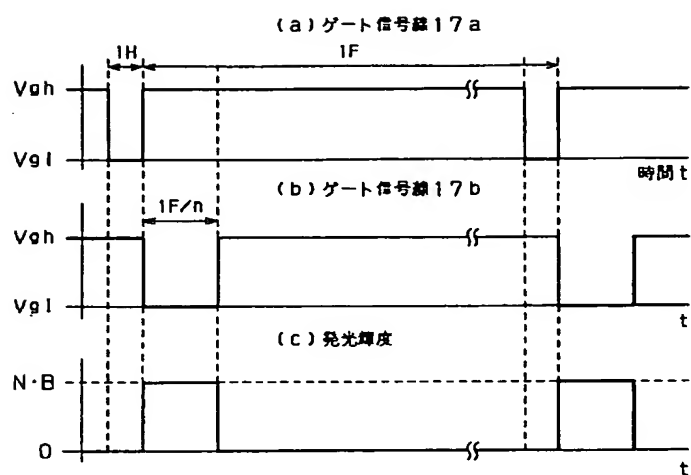 (a)ゲート信号線17a
1H
1F
Vgh
Vgl
時間t
(b)ゲート信号線17b
1F/n
Vgh
Vgl
t
(c)発光輝度
N·B
0
t